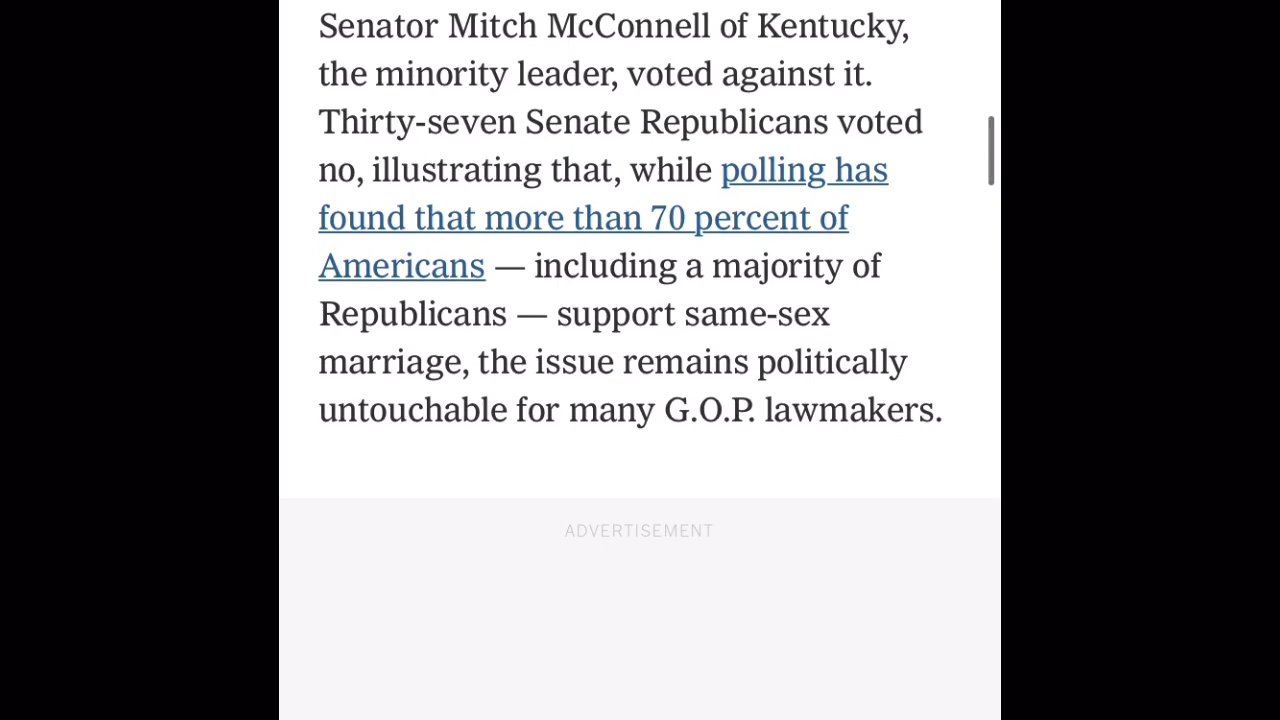 Senator Mitch McConnell of Kentucky,
the minority leader, voted against it.
Thirty-seven Senate Republicans voted
no, illustrating that, while polling has
found that more than 70 percent of
Americans — including a majority of
Republicans — support same-sex
marriage, the issue remains politically
untouchable for many G.O.P. lawmakers.
ADVERTISEMENT